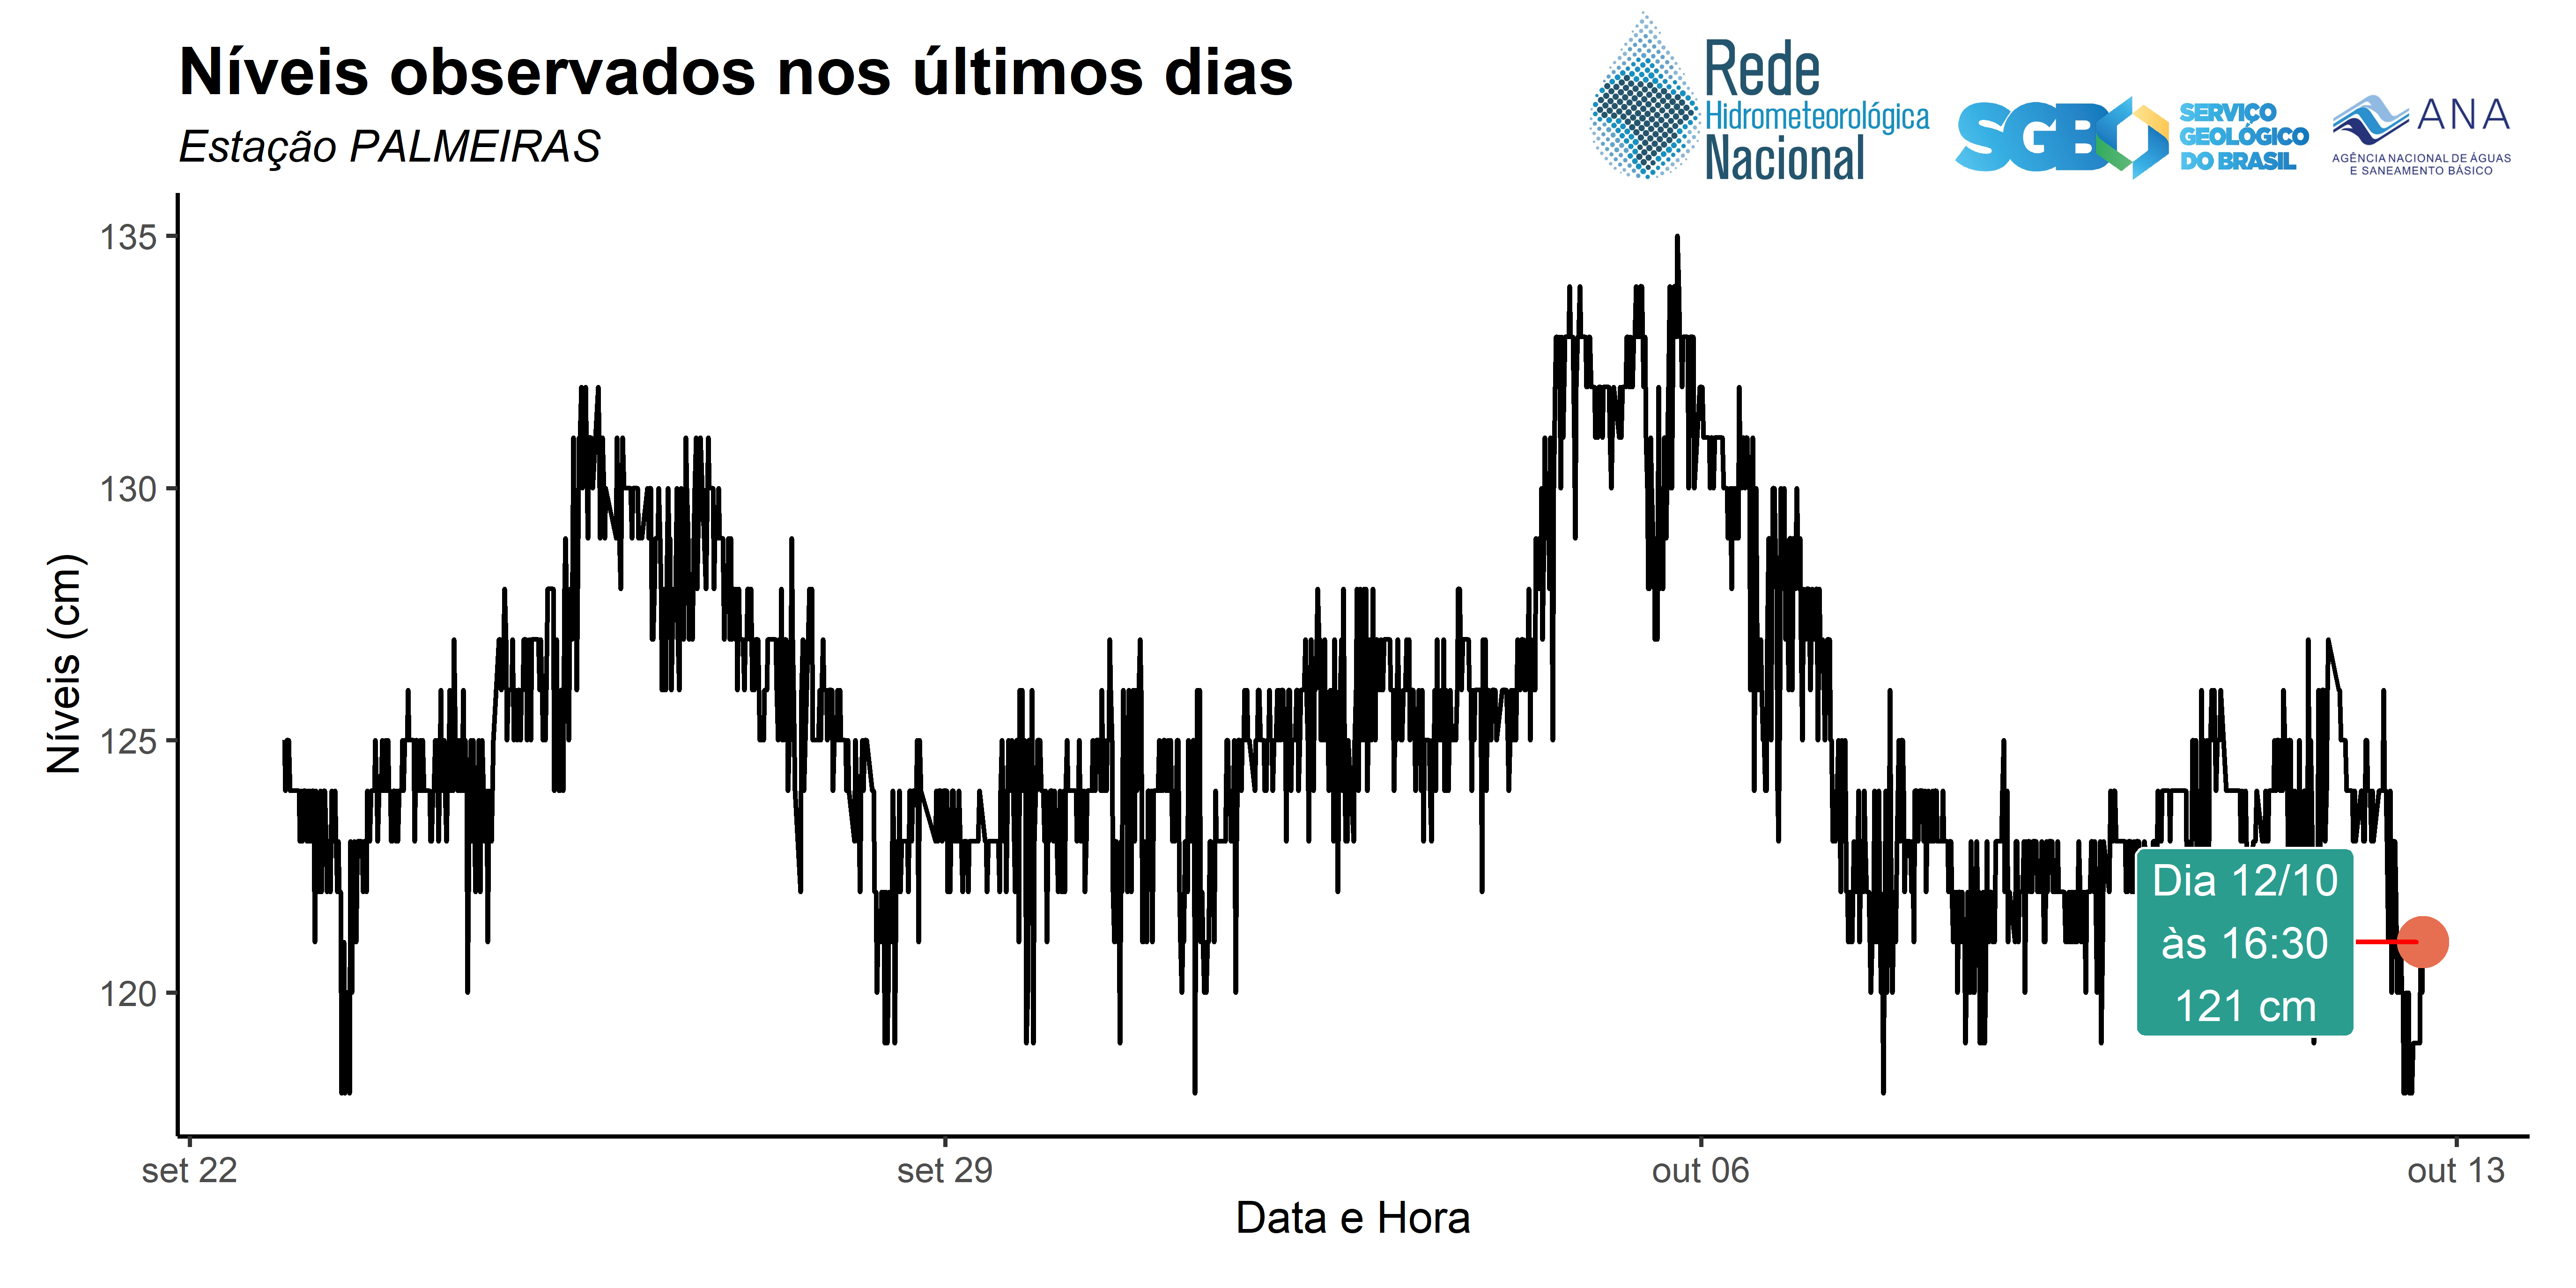 Níveis observados nos últimos dias
Estação PALMEIRAS
Rede
Hidrometeorológica
Nacional
SGB
SERVIÇO
GEOLÓGICO
DO BRASIL
ANA
AGÊNCIA NACIONAL DE ÁGUAS
E SANEAMENTO BÁSICO
135
130
125
120
Níveis (cm)
Dia 12/10
às 16:30
121 cm
set 22
set 29
out 06
out 13
Data e Hora